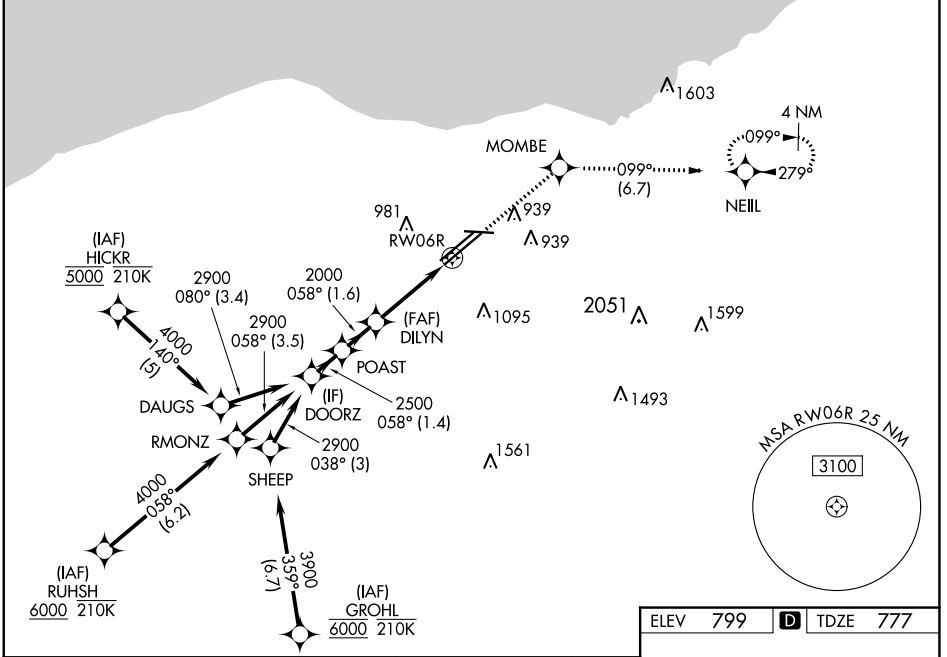 1603
4 NM
099°
279°
MOMBE
099°
(6.7)
NEIIL
981
939
RW06R
939
(IAF)
HICKR
5000 210K
2900
080° (3.4)
2000
058° (1.6)
2900
058° (3.5)
(FAF)
DILYN
1095
2051
1599
4000
140°
(5)
POAST
DAUGS
(IF)
DOORZ
2500
058° (1.4)
1493
RMONZ
2900
038° (3)
SHEEP
1561
MSA RW06R 25 NM
3100
4000
058°
(6.2)
(IAF)
RUHSH
6000 210K
3900
359°
(6.7)
(IAF)
GROHL
6000 210K
ELEV 799 D TDZE 777